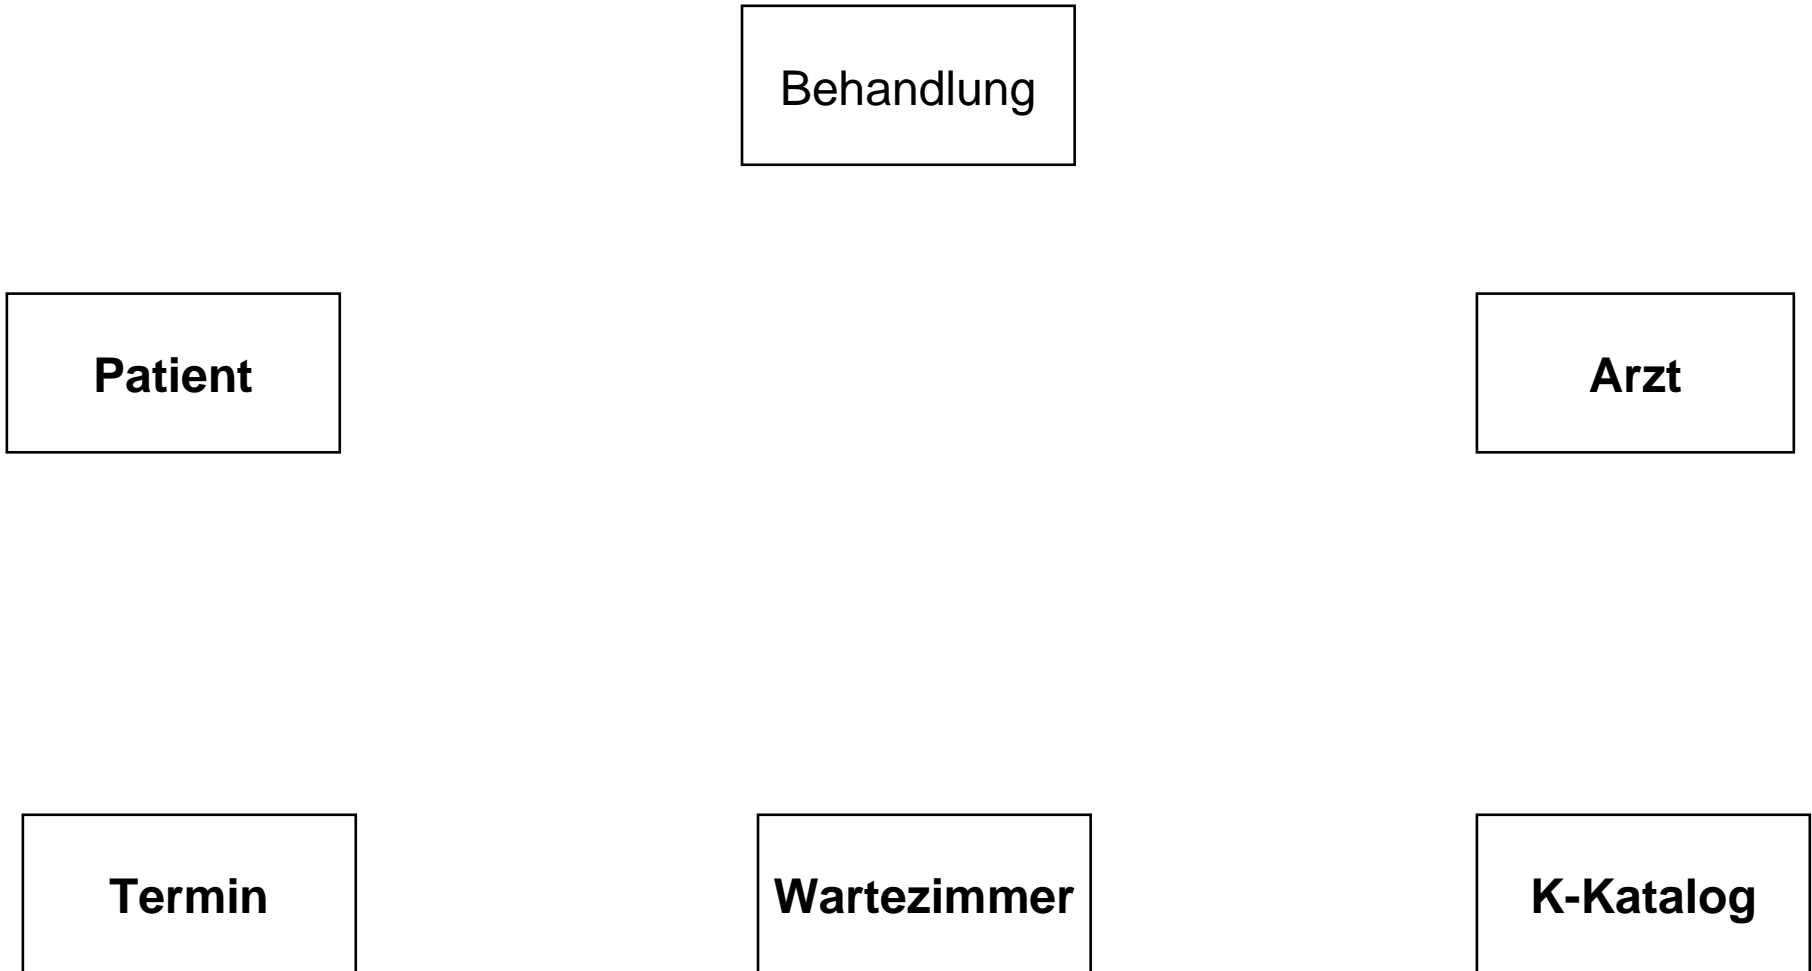 Behandlung
Patient
Arzt
Termin
Wartezimmer
K-Katalog